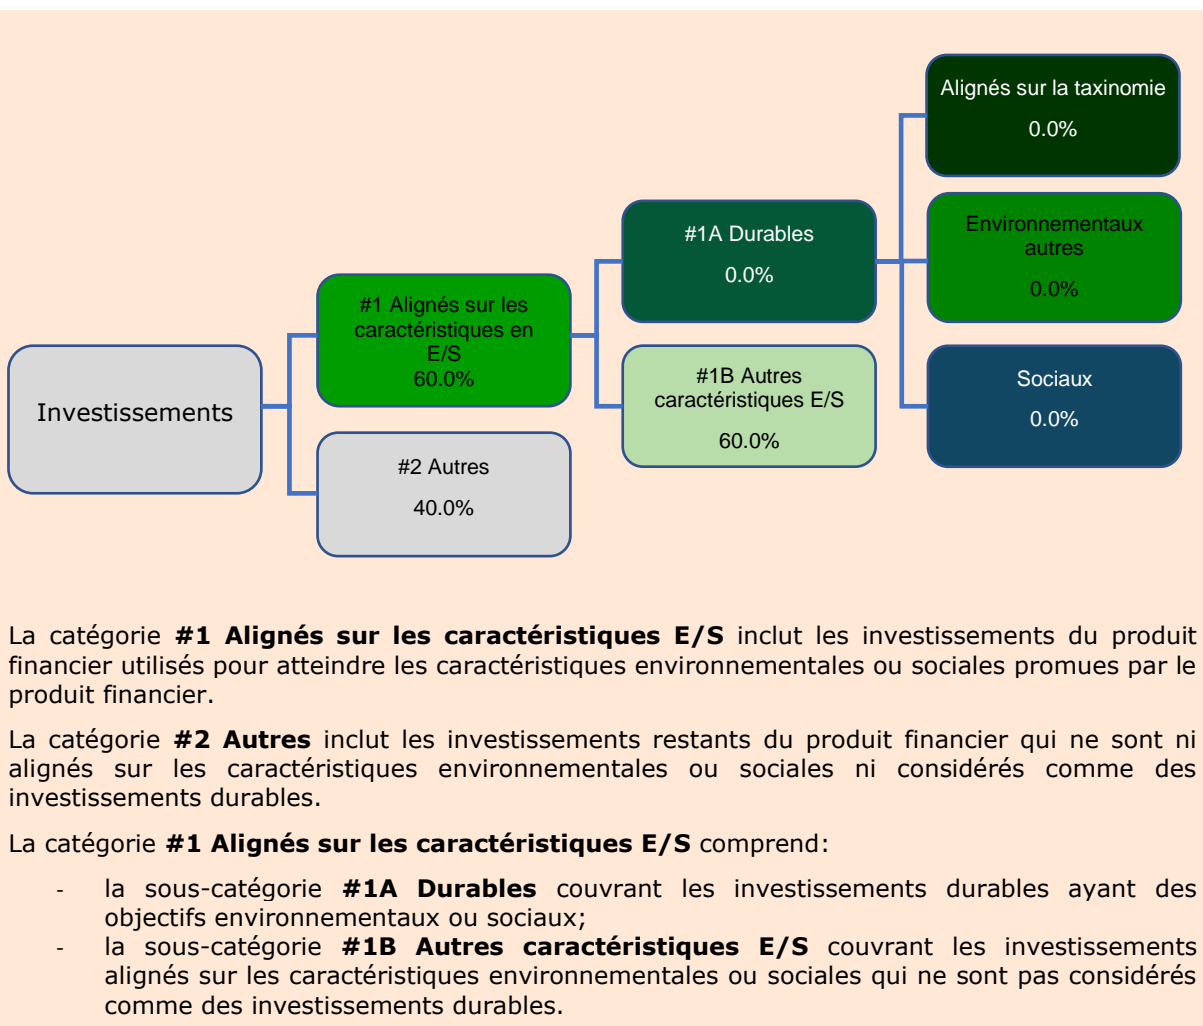 Alignés sur la taxinomie
0.0%
#1A Durables
0.0%
Environnementaux
autres
0.0%
#1 Alignés sur les
caractéristiques en
E/S
60.0%
Investissements
#1B Autres
caractéristiques E/S
60.0%
Sociaux
0.0%
#2 Autres
40.0%
La catégorie #1 Alignés sur les caractéristiques E/S inclut les investissements du produit
financier utilisés pour atteindre les caractéristiques environnementales ou sociales promues par le
produit financier.
La catégorie #2 Autres inclut les investissements restants du produit financier qui ne sont ni
alignés sur les caractéristiques environnementales ou sociales ni considérés comme des
investissements durables.
La catégorie #1 Alignés sur les caractéristiques E/S comprend:
- la sous-catégorie #1A Durables couvrant les investissements durables ayant des
objectifs environnementaux ou sociaux;
- la sous-catégorie #1B Autres caractéristiques E/S couvrant les investissements
alignés sur les caractéristiques environnementales ou sociales qui ne sont pas considérés
comme des investissements durables.